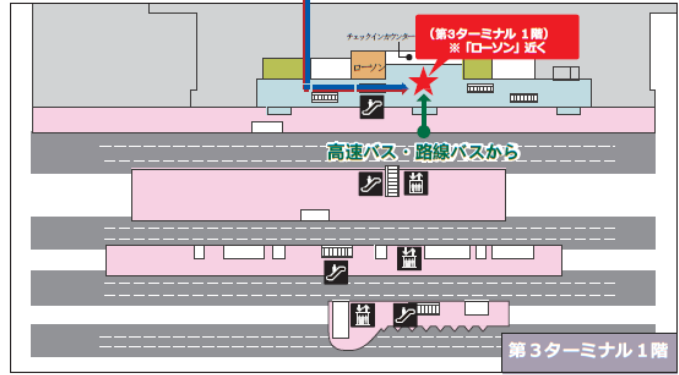 チェックインカウンター
（第3ターミナル 1階）
※「ローソン」近く
ローソン
高速バス・路線バスから
第３ターミナル１階